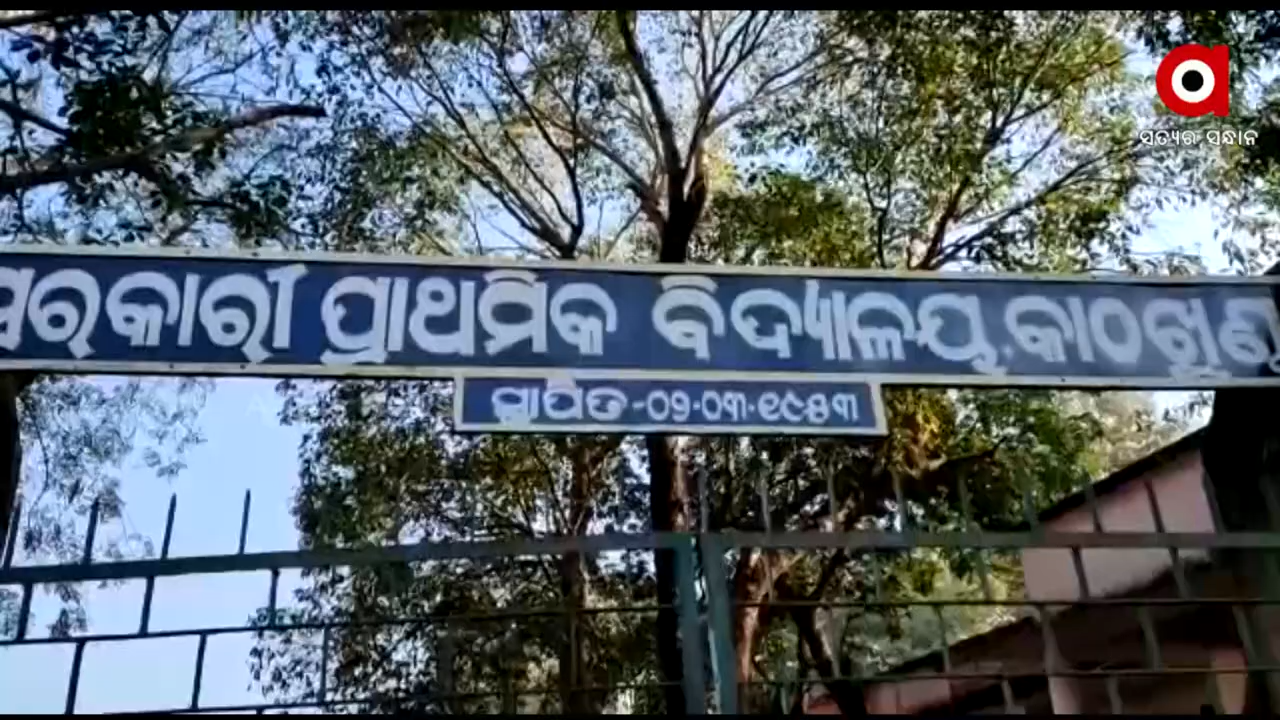 ସତ୍ୟର ସନ୍ଧାନ
ସରକାରୀ ପ୍ରାଥମିକ ବିଦ୍ୟାଳୟ, କାଠଖୁଣ୍ଟା
ସ୍ଥାପିତ-୦୨-୦୩-୧୯୫୩